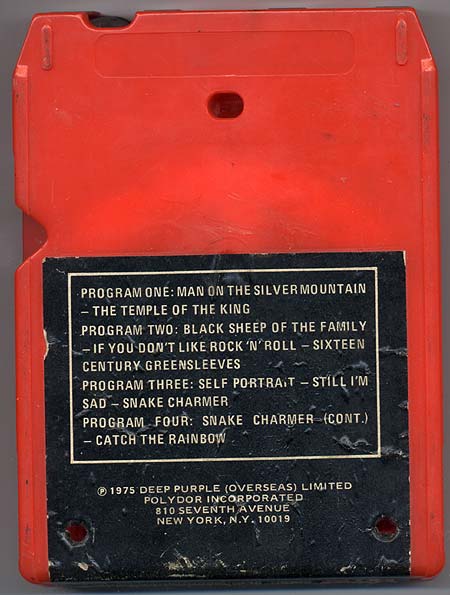 PROGRAM ONE: MAN ON THE SILVER MOUNTAIN
– THE TEMPLE OF THE KING
PROGRAM TWO: BLACK SHEEP OF THE FAMILY
– IF YOU DON'T LIKE ROCK 'N' ROLL – SIXTEEN
CENTURY GREENSLEEVES
PROGRAM THREE: SELF PORTRAIT – STILL I'M
SAD – SNAKE CHARMER
PROGRAM FOUR: SNAKE CHARMER (CONT.)
– CATCH THE RAINBOW
℗ 1975 DEEP PURPLE (OVERSEAS) LIMITED
POLYDOR INCORPORATED
810 SEVENTH AVENUE
NEW YORK, N.Y. 10019